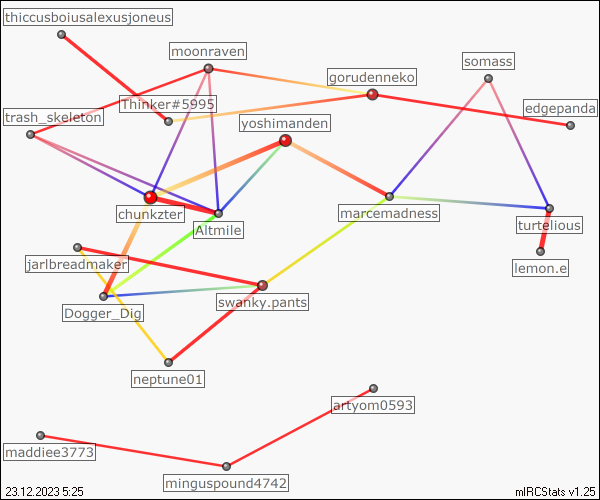 thiccusboiusalexusjoneus
moonraven
somass
gorudenneko
Thinker#5995
edgepanda
trash_skeleton
yoshimanden
chunkzter
marcemadness
turtelious
Altmile
jarlbreadmaker
lemon.e
swanky.pants
Dogger_Dig
neptune01
artyom0593
maddiee3773
minguspound4742
23.12.2023 5:25
mIRCStats v1.25